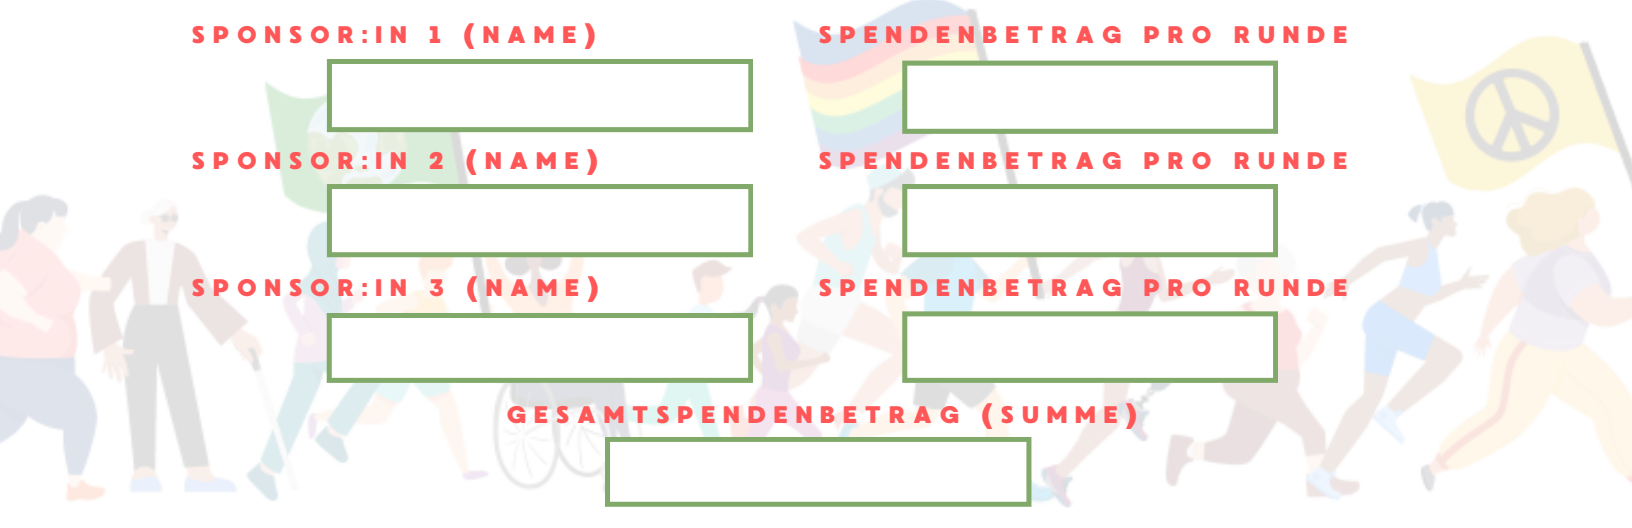 SPONSOR:IN 1 (NAME) SPENDENBETRAG PRO RUNDE
SPONSOR:IN 2 (NAME) SPENDENBETRAG PRO RUNDE
SPONSOR:IN 3 (NAME) SPENDENBETRAG PRO RUNDE
GESAMTSPENDENBETRAG (SUMME)